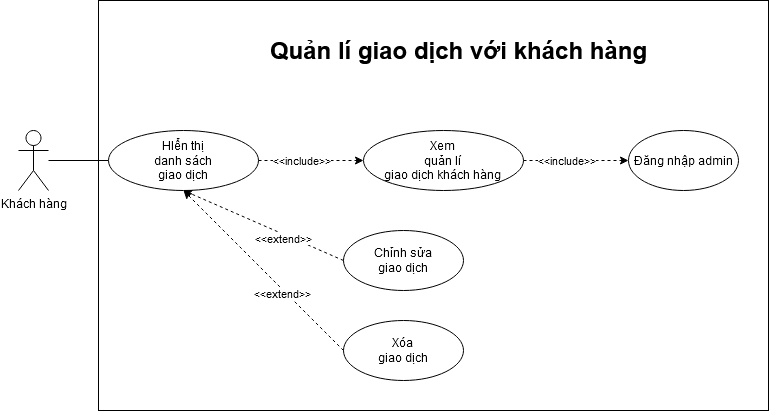 Quản lí giao dịch với khách hàng
HIển thị
danh sách
giao dịch
<<include>>
Xem
quản lí
giao dịch khách hàng
<<include>>
Đăng nhập admin
Khách hàng
<<extend>>
Chỉnh sửa
giao dịch
<<extend>>
Xóa
giao dịch